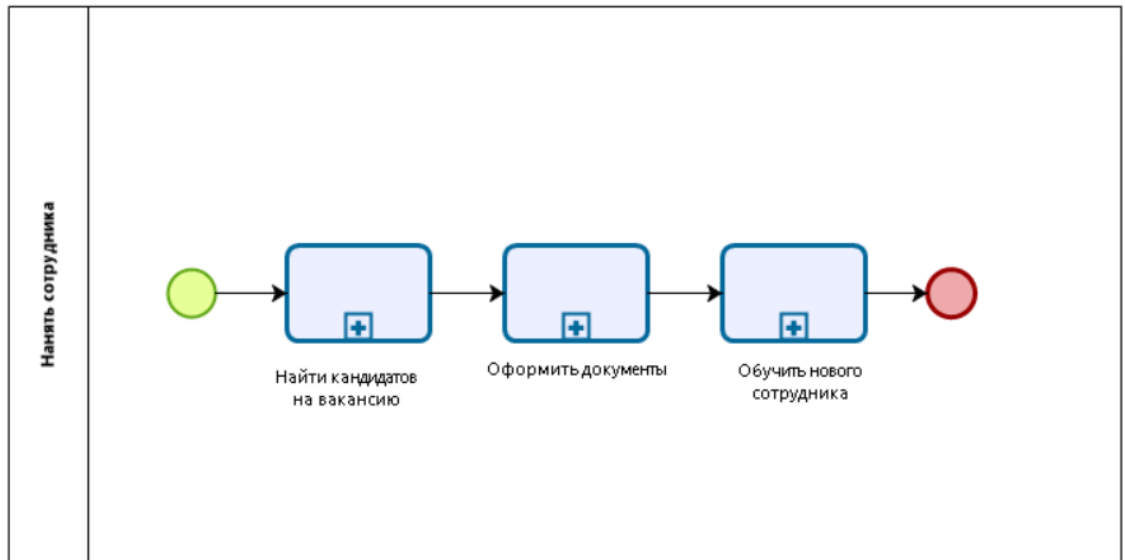 Нанять сотрудника
Найти кандидатов
на вакансию
Оформить документы
Обучить нового
сотрудника